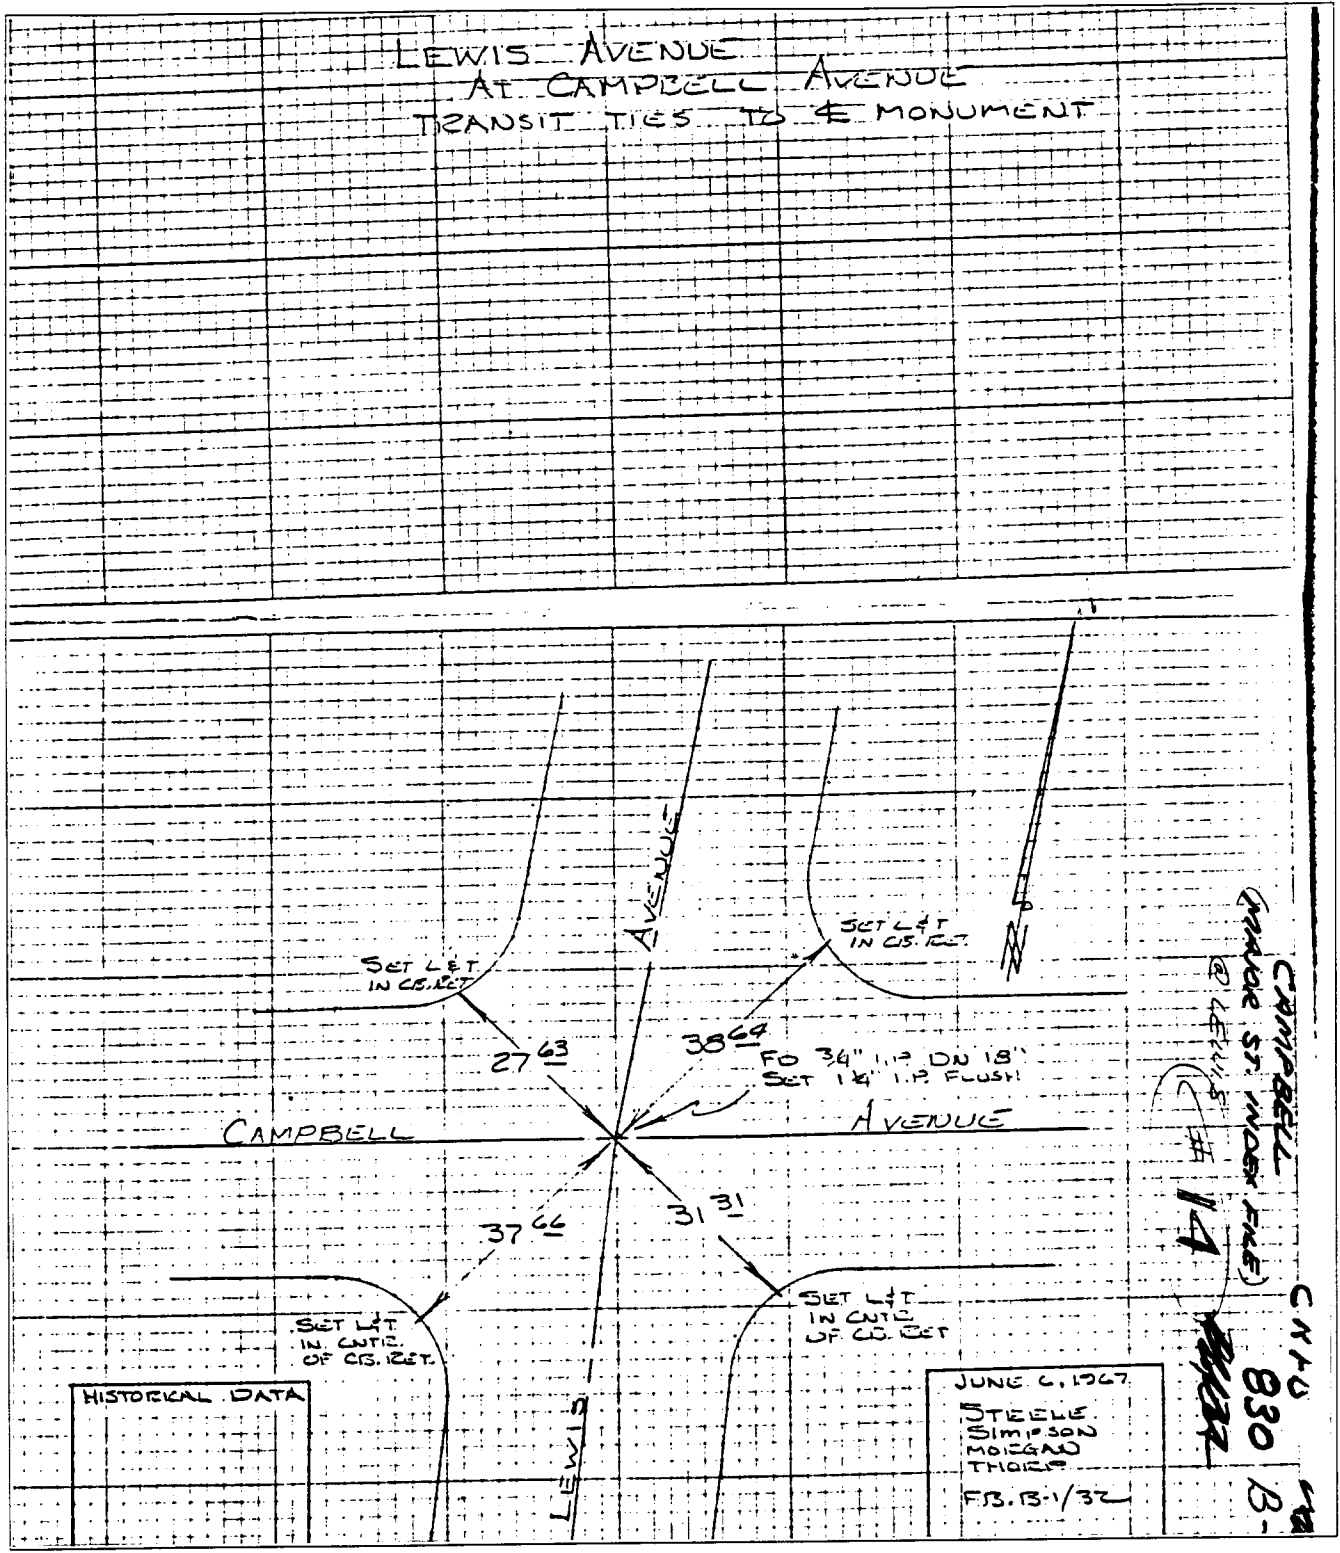 LEWIS AVENUE
AT CAMPBELL AVENUE
TRANSIT TIES TO ℄ MONUMENT
AVENUE
SET L&T
IN CB. RET.
SET L & T
IN CB. RET
27 63
38 64
FD 3/4" I.P. DN 18"
SET 1 1/4" I.P. FLUSH
CAMPBELL AVENUE
37 66
31 31
SET L&T
IN CNTR.
OF CB. RET.
SET L&T
IN CNTR.
OF CB. RET
LEWIS
HISTORICAL DATA
JUNE 6, 1967
STEELE
SIMPSON
MORGAN
THORP
F.B. B-1/32
CAMPBELL
(MAJOR ST. INDEX FILE)
@ LEWIS
# 14
830 B-